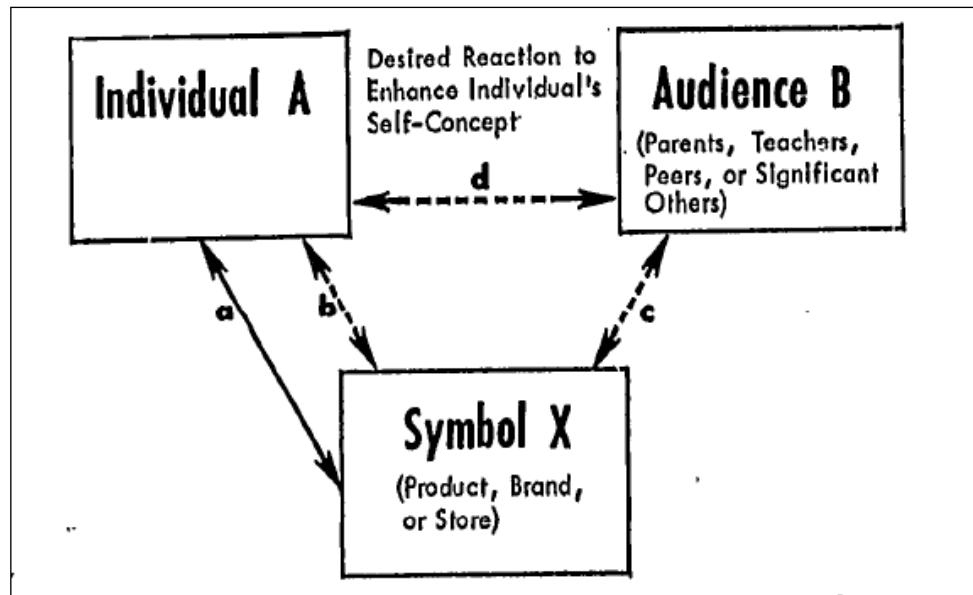 Individual A
Desired Reaction to
Enhance Individual's
Self-Concept
Audience B
(Parents, Teachers,
Peers, or Significant
Others)
d
a
b
c
Symbol X
(Product, Brand,
or Store)